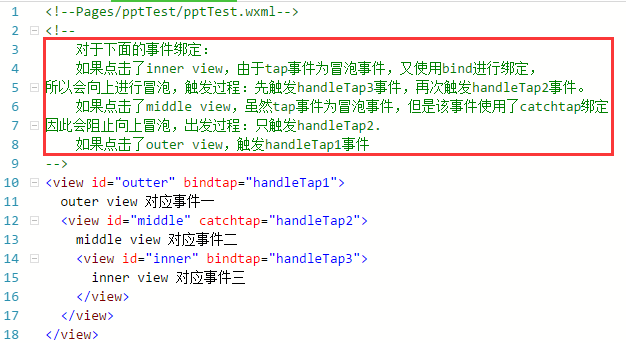 1 <!--Pages/pptTest/pptTest.wxml-->
2 <!--
3 对于下面的事件绑定：
4 如果点击了inner view，由于tap事件为冒泡事件，又使用bind进行绑定，
5 所以会向上进行冒泡，触发过程：先触发handleTap3事件，再次触发handleTap2事件。
6 如果点击了middle view，虽然tap事件为冒泡事件，但是该事件使用了catchtap绑定
7 因此会阻止向上冒泡，出发过程：只触发handleTap2.
8 如果点击了outer view，触发handleTap1事件
9 -->
10 <view id="outter" bindtap="handleTap1">
11 outer view 对应事件一
12 <view id="middle" catchtap="handleTap2">
13 middle view 对应事件二
14 <view id="inner" bindtap="handleTap3">
15 inner view 对应事件三
16 </view>
17 </view>
18 </view>